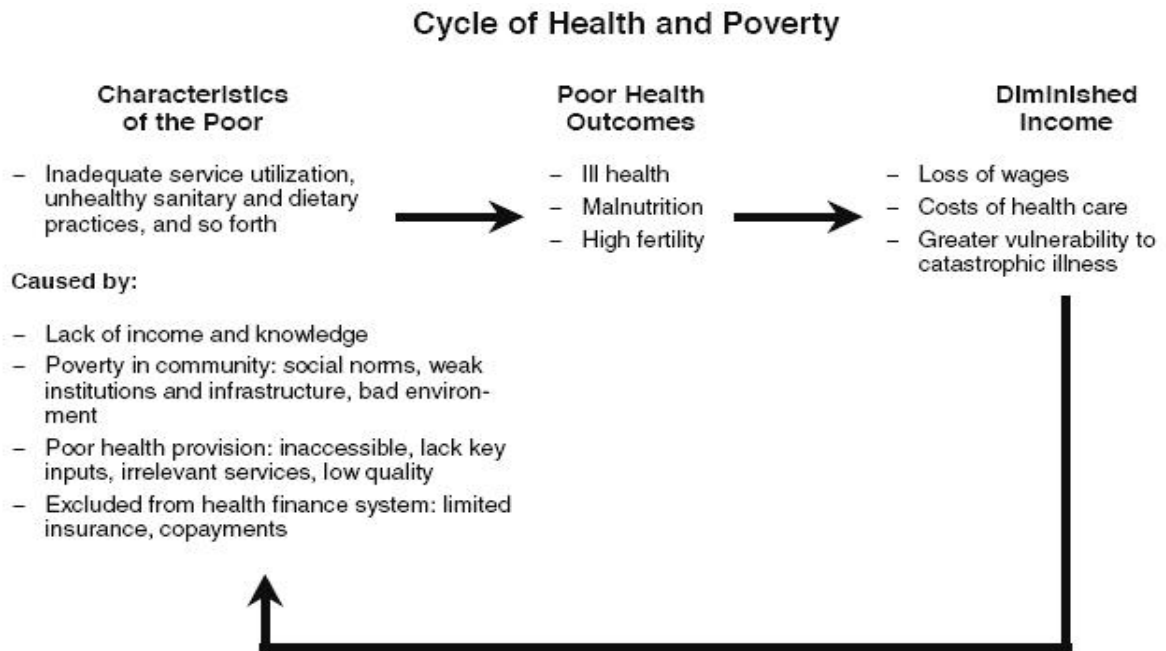 Cycle of Health and Poverty
Characteristics
of the Poor
– Inadequate service utilization,
unhealthy sanitary and dietary
practices, and so forth
Caused by:
– Lack of income and knowledge
– Poverty in community: social norms, weak
institutions and infrastructure, bad environ-
ment
– Poor health provision: inaccessible, lack key
inputs, irrelevant services, low quality
– Excluded from health finance system: limited
insurance, copayments
Poor Health
Outcomes
– Ill health
– Malnutrition
– High fertility
Diminished
Income
– Loss of wages
– Costs of health care
– Greater vulnerability to
catastrophic illness